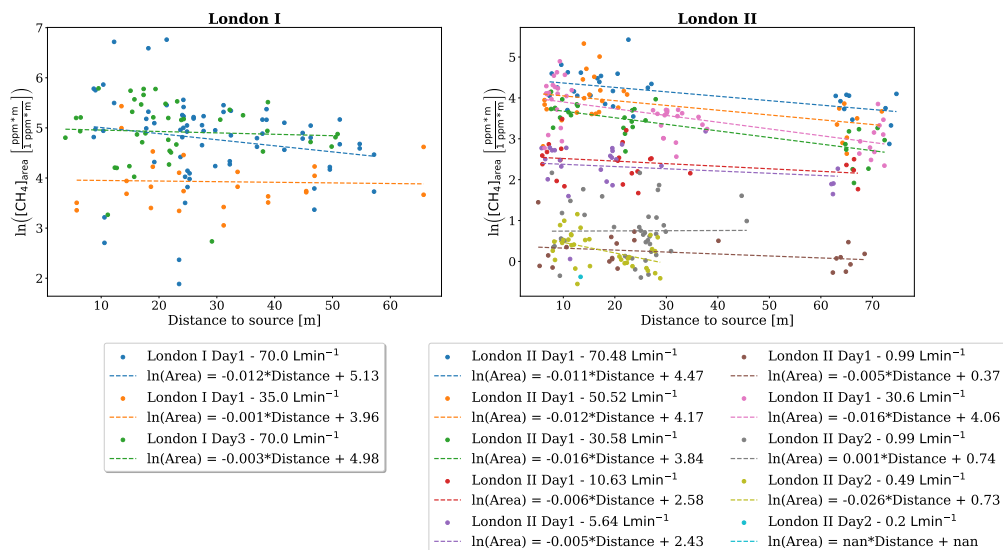 London I
London II
7
6
5
4
3
2
10
20
30
40
50
60
Distance to source [m]
ln([CH₄]area [ppm*m / 1·ppm*m])
5
4
3
2
1
0
10
20
30
40
50
60
70
Distance to source [m]
ln([CH₄]area [ppm*m / 1·ppm*m])
London I Day1 - 70.0 Lmin⁻¹
ln(Area) = -0.012*Distance + 5.13
London I Day1 - 35.0 Lmin⁻¹
ln(Area) = -0.001*Distance + 3.96
London I Day3 - 70.0 Lmin⁻¹
ln(Area) = -0.003*Distance + 4.98
London II Day1 - 70.48 Lmin⁻¹
ln(Area) = -0.011*Distance + 4.47
London II Day1 - 50.52 Lmin⁻¹
ln(Area) = -0.012*Distance + 4.17
London II Day1 - 30.58 Lmin⁻¹
ln(Area) = -0.016*Distance + 3.84
London II Day1 - 10.63 Lmin⁻¹
ln(Area) = -0.006*Distance + 2.58
London II Day1 - 5.64 Lmin⁻¹
ln(Area) = -0.005*Distance + 2.43
London II Day1 - 0.99 Lmin⁻¹
ln(Area) = -0.005*Distance + 0.37
London II Day1 - 30.6 Lmin⁻¹
ln(Area) = -0.016*Distance + 4.06
London II Day2 - 0.99 Lmin⁻¹
ln(Area) = 0.001*Distance + 0.74
London II Day2 - 0.49 Lmin⁻¹
ln(Area) = -0.026*Distance + 0.73
London II Day2 - 0.2 Lmin⁻¹
ln(Area) = nan*Distance + nan